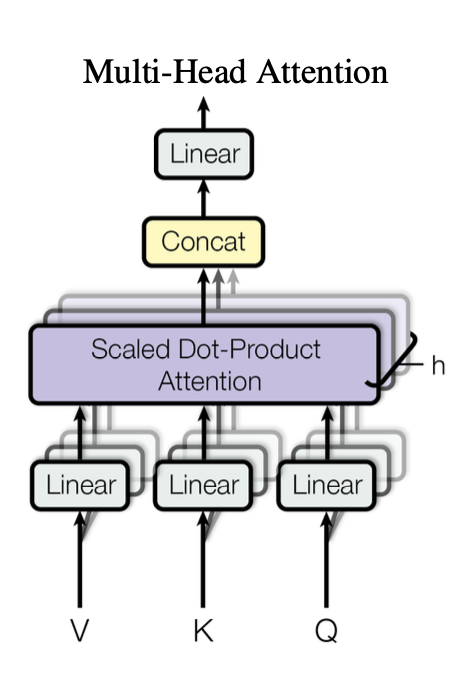 Multi-Head Attention
Linear
Concat
Scaled Dot-Product
Attention
h
Linear Linear Linear
V K Q